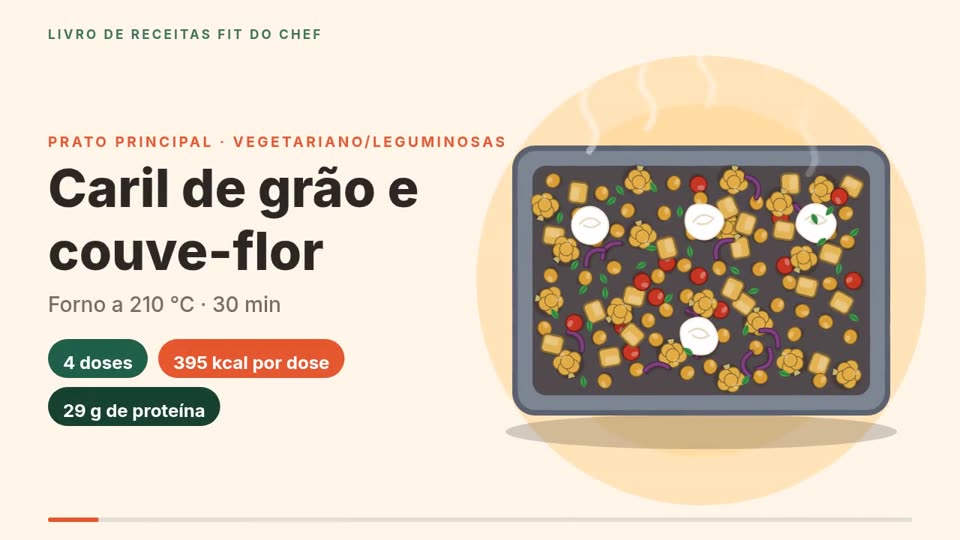 LIVRO DE RECEITAS FIT DO CHEF
PRATO PRINCIPAL · VEGETARIANO/LEGUMINOSAS
Caril de grão e
couve-flor
Forno a 210 °C · 30 min
4 doses
395 kcal por dose
29 g de proteína